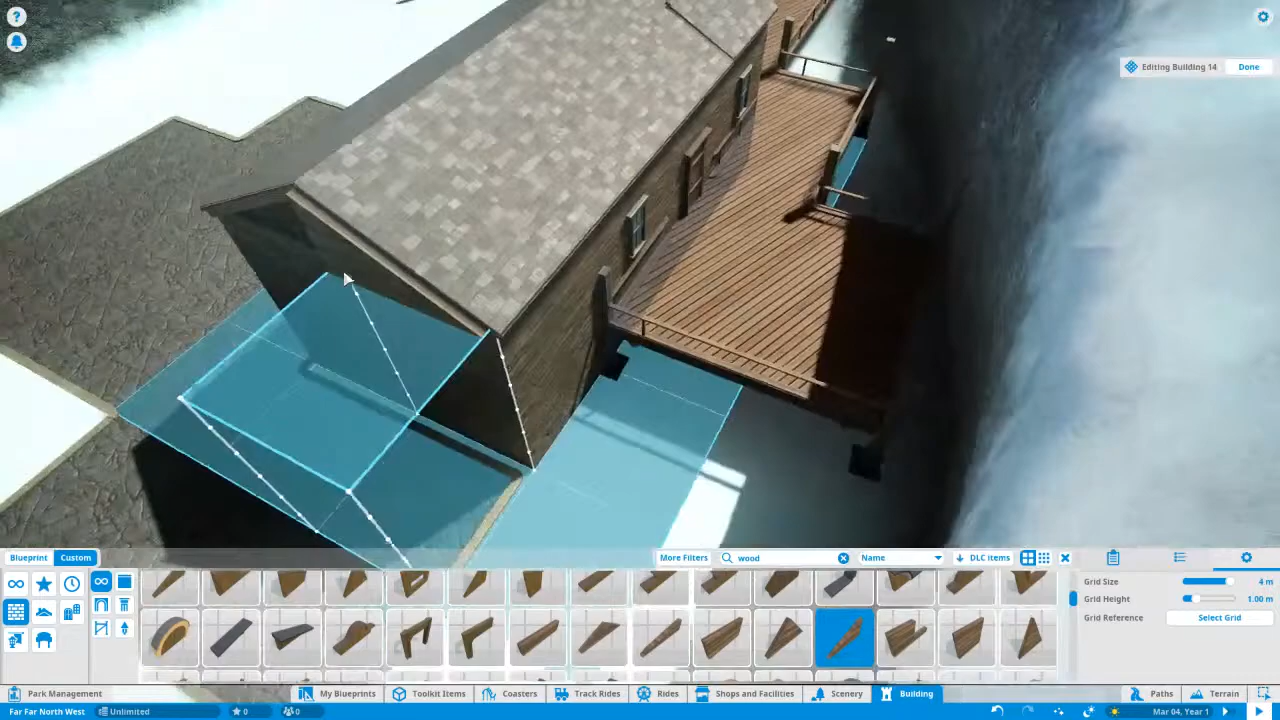 ?
Editing Building 14 Done
Blueprint Custom More Filters wood Name DLC items
Grid Size 4 m
Grid Height 1.00 m
Grid Reference Select Grid
Park Management My Blueprints Toolkit Items Coasters Track Rides Rides Shops and Facilities Scenery Building Paths Terrain
Far Far North West Unlimited 0 0 Mar 04, Year 1